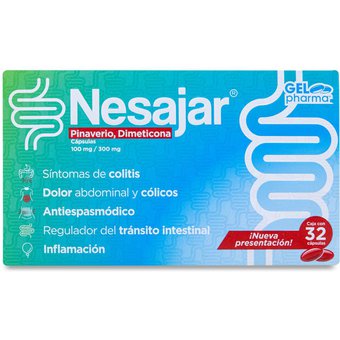 Nesajar®
GEL
pharma
Pinaverio, Dimeticona
Cápsulas
100 mg / 300 mg
Síntomas de colitis
Dolor abdominal y cólicos
Antiespasmódico
Regulador del tránsito intestinal
Inflamación
¡Nueva
presentación!
Caja con
32
cápsulas